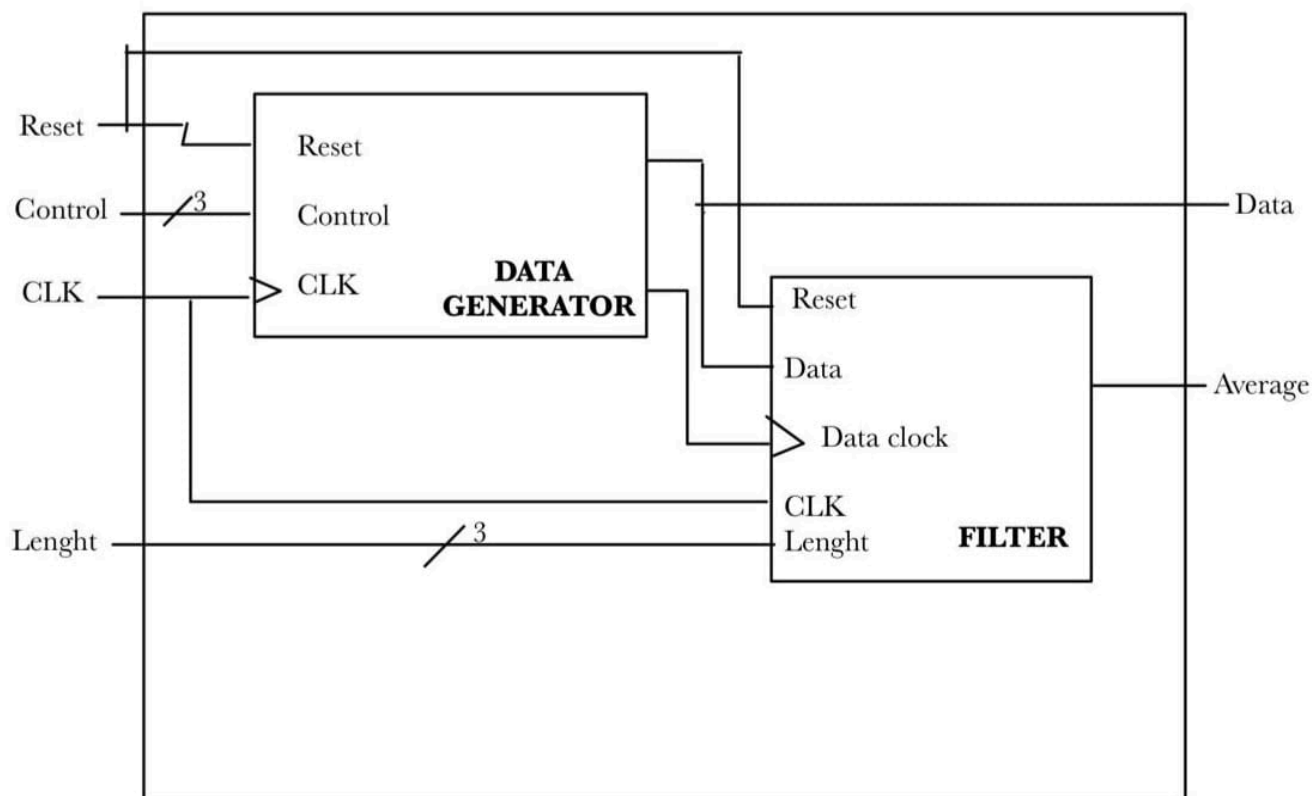 Reset
Control
CLK
Lenght
3
Reset
Control
CLK
DATA
GENERATOR
Reset
Data
Data clock
CLK
Lenght
FILTER
3
Data
Average